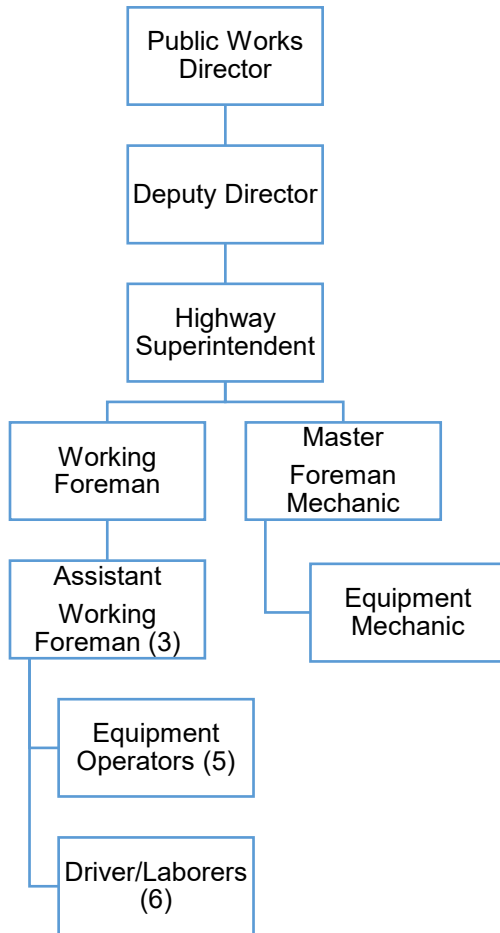 Public Works
Director
Deputy Director
Highway
Superintendent
Working
Foreman
Master
Foreman
Mechanic
Assistant
Working
Foreman (3)
Equipment
Mechanic
Equipment
Operators (5)
Driver/Laborers
(6)